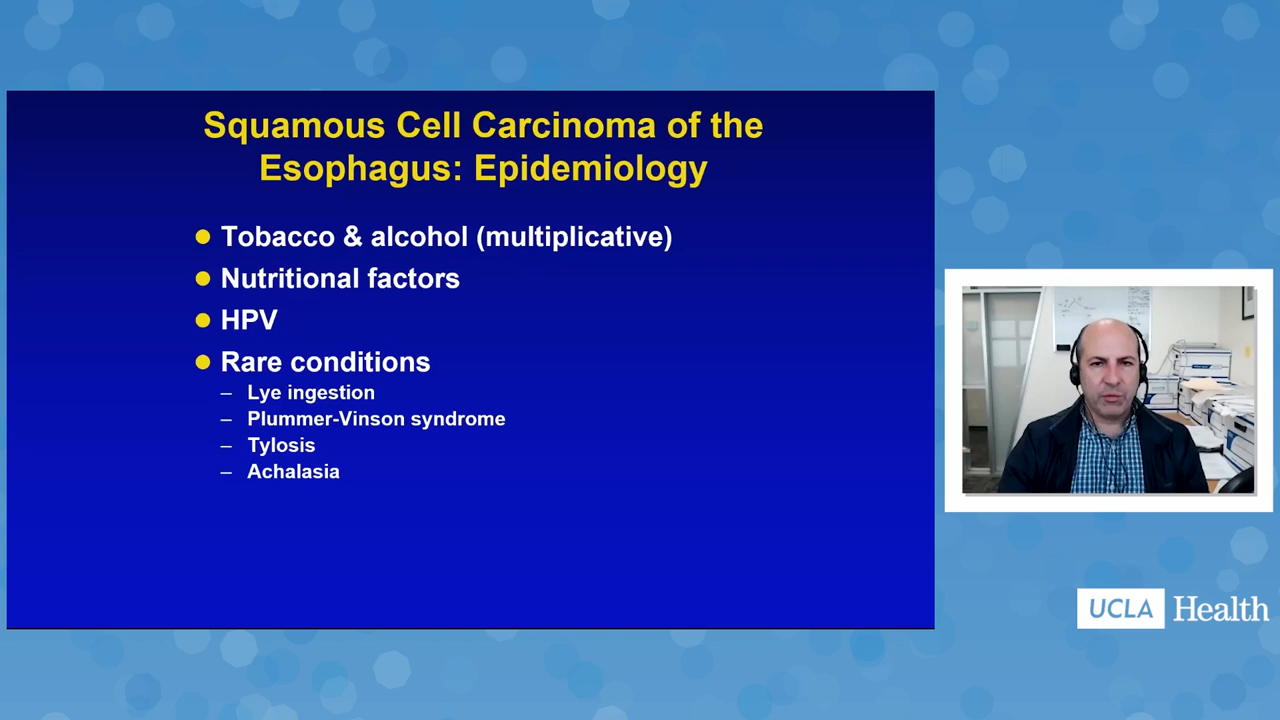 Squamous Cell Carcinoma of the
Esophagus: Epidemiology
Tobacco & alcohol (multiplicative)
Nutritional factors
HPV
Rare conditions
– Lye ingestion
– Plummer-Vinson syndrome
– Tylosis
– Achalasia
UCLA Health